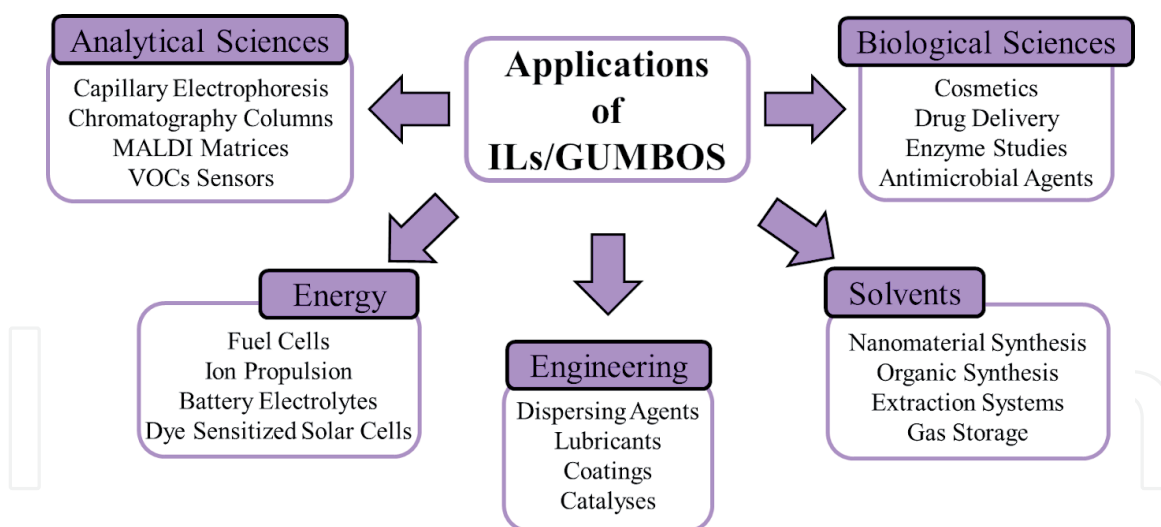 Applications
of
ILs/GUMBOS
Analytical Sciences
Capillary Electrophoresis
Chromatography Columns
MALDI Matrices
VOCs Sensors
Biological Sciences
Cosmetics
Drug Delivery
Enzyme Studies
Antimicrobial Agents
Energy
Fuel Cells
Ion Propulsion
Battery Electrolytes
Dye Sensitized Solar Cells
Engineering
Dispersing Agents
Lubricants
Coatings
Catalyses
Solvents
Nanomaterial Synthesis
Organic Synthesis
Extraction Systems
Gas Storage